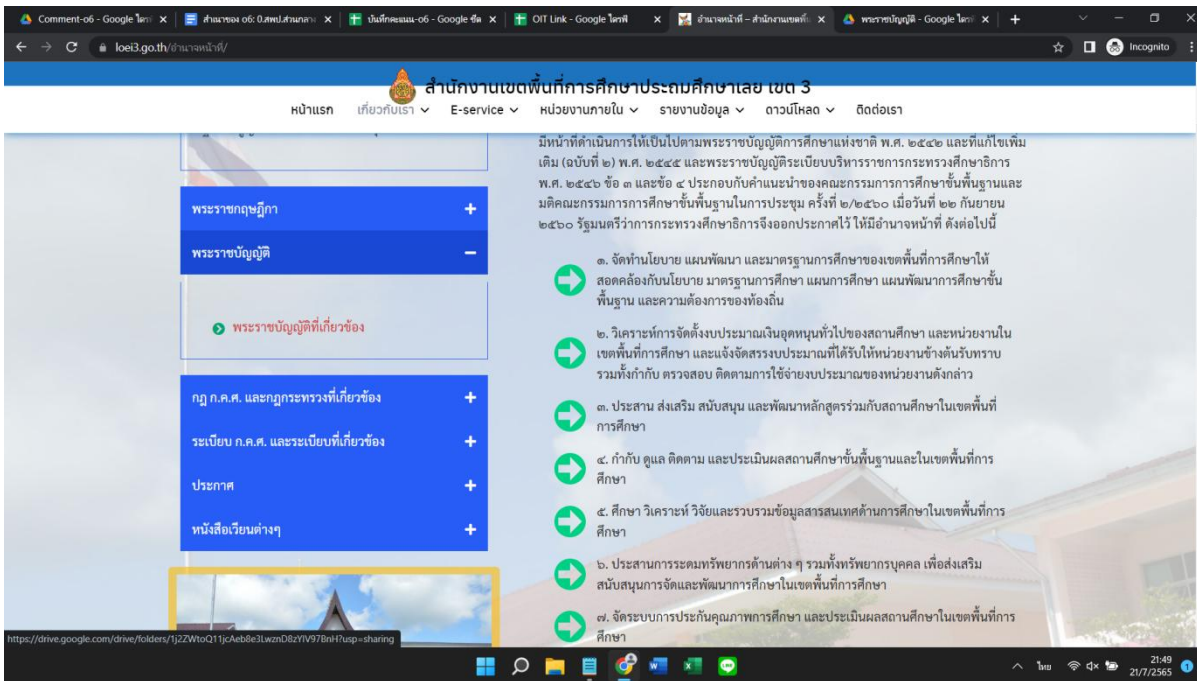 Comment-o6 - Google ไดรฟ์
สำเนาของ o6: 0.สพป.ส่วนกลาง
บันทึกคะแนน-o6 - Google ชีต
OIT Link - Google ไดรฟ์
อำนาจหน้าที่ – สำนักงานเขตพื้น
พระราชบัญญัติ - Google ไดรฟ์
loei3.go.th/อำนาจหน้าที่/
Incognito
สำนักงานเขตพื้นที่การศึกษาประถมศึกษาเลย เขต 3
หน้าแรก เกี่ยวกับเรา E-service หน่วยงานภายใน รายงานข้อมูล ดาวน์โหลด ติดต่อเรา
พระราชกฤษฎีกา
พระราชบัญญัติ
พระราชบัญญัติที่เกี่ยวข้อง
กฎ ก.ค.ศ. และกฎกระทรวงที่เกี่ยวข้อง
ระเบียบ ก.ค.ศ. และระเบียบที่เกี่ยวข้อง
ประกาศ
หนังสือเวียนต่างๆ
มีหน้าที่ดำเนินการให้เป็นไปตามพระราชบัญญัติการศึกษาแห่งชาติ พ.ศ. ๒๕๔๒ และที่แก้ไขเพิ่ม
เติม (ฉบับที่ ๒) พ.ศ. ๒๕๔๕ และพระราชบัญญัติระเบียบบริหารราชการกระทรวงศึกษาธิการ
พ.ศ. ๒๕๔๖ ข้อ ๓ และข้อ ๔ ประกอบกับคำแนะนำของคณะกรรมการการศึกษาขั้นพื้นฐานและ
มติคณะกรรมการการศึกษาขั้นพื้นฐานในการประชุม ครั้งที่ ๒/๒๕๖๐ เมื่อวันที่ ๒๒ กันยายน
๒๕๖๐ รัฐมนตรีว่าการกระทรวงศึกษาธิการจึงออกประกาศไว้ ให้มีอำนาจหน้าที่ ดังต่อไปนี้
๑. จัดทำนโยบาย แผนพัฒนา และมาตรฐานการศึกษาของเขตพื้นที่การศึกษาให้
สอดคล้องกับนโยบาย มาตรฐานการศึกษา แผนการศึกษา แผนพัฒนาการศึกษาขั้น
พื้นฐาน และความต้องการของท้องถิ่น
๒. วิเคราะห์การจัดตั้งงบประมาณเงินอุดหนุนทั่วไปของสถานศึกษา และหน่วยงานใน
เขตพื้นที่การศึกษา และแจ้งจัดสรรงบประมาณที่ได้รับให้หน่วยงานข้างต้นรับทราบ
รวมทั้งกำกับ ตรวจสอบ ติดตามการใช้จ่ายงบประมาณของหน่วยงานดังกล่าว
๓. ประสาน ส่งเสริม สนับสนุน และพัฒนาหลักสูตรร่วมกับสถานศึกษาในเขตพื้นที่
การศึกษา
๔. กำกับ ดูแล ติดตาม และประเมินผลสถานศึกษาขั้นพื้นฐานและในเขตพื้นที่การ
ศึกษา
๕. ศึกษา วิเคราะห์ วิจัยและรวบรวมข้อมูลสารสนเทศด้านการศึกษาในเขตพื้นที่การ
ศึกษา
๖. ประสานการระดมทรัพยากรด้านต่าง ๆ รวมทั้งทรัพยากรบุคคล เพื่อส่งเสริม
สนับสนุนการจัดและพัฒนาการศึกษาในเขตพื้นที่การศึกษา
๗. จัดระบบการประกันคุณภาพการศึกษา และประเมินผลสถานศึกษาในเขตพื้นที่การ
ศึกษา
https://drive.google.com/drive/folders/1j2ZWtoQ11jcAeb8e3LwznD8zYlV97BnH?usp=sharing
ไทย
21:49
21/7/2565
1